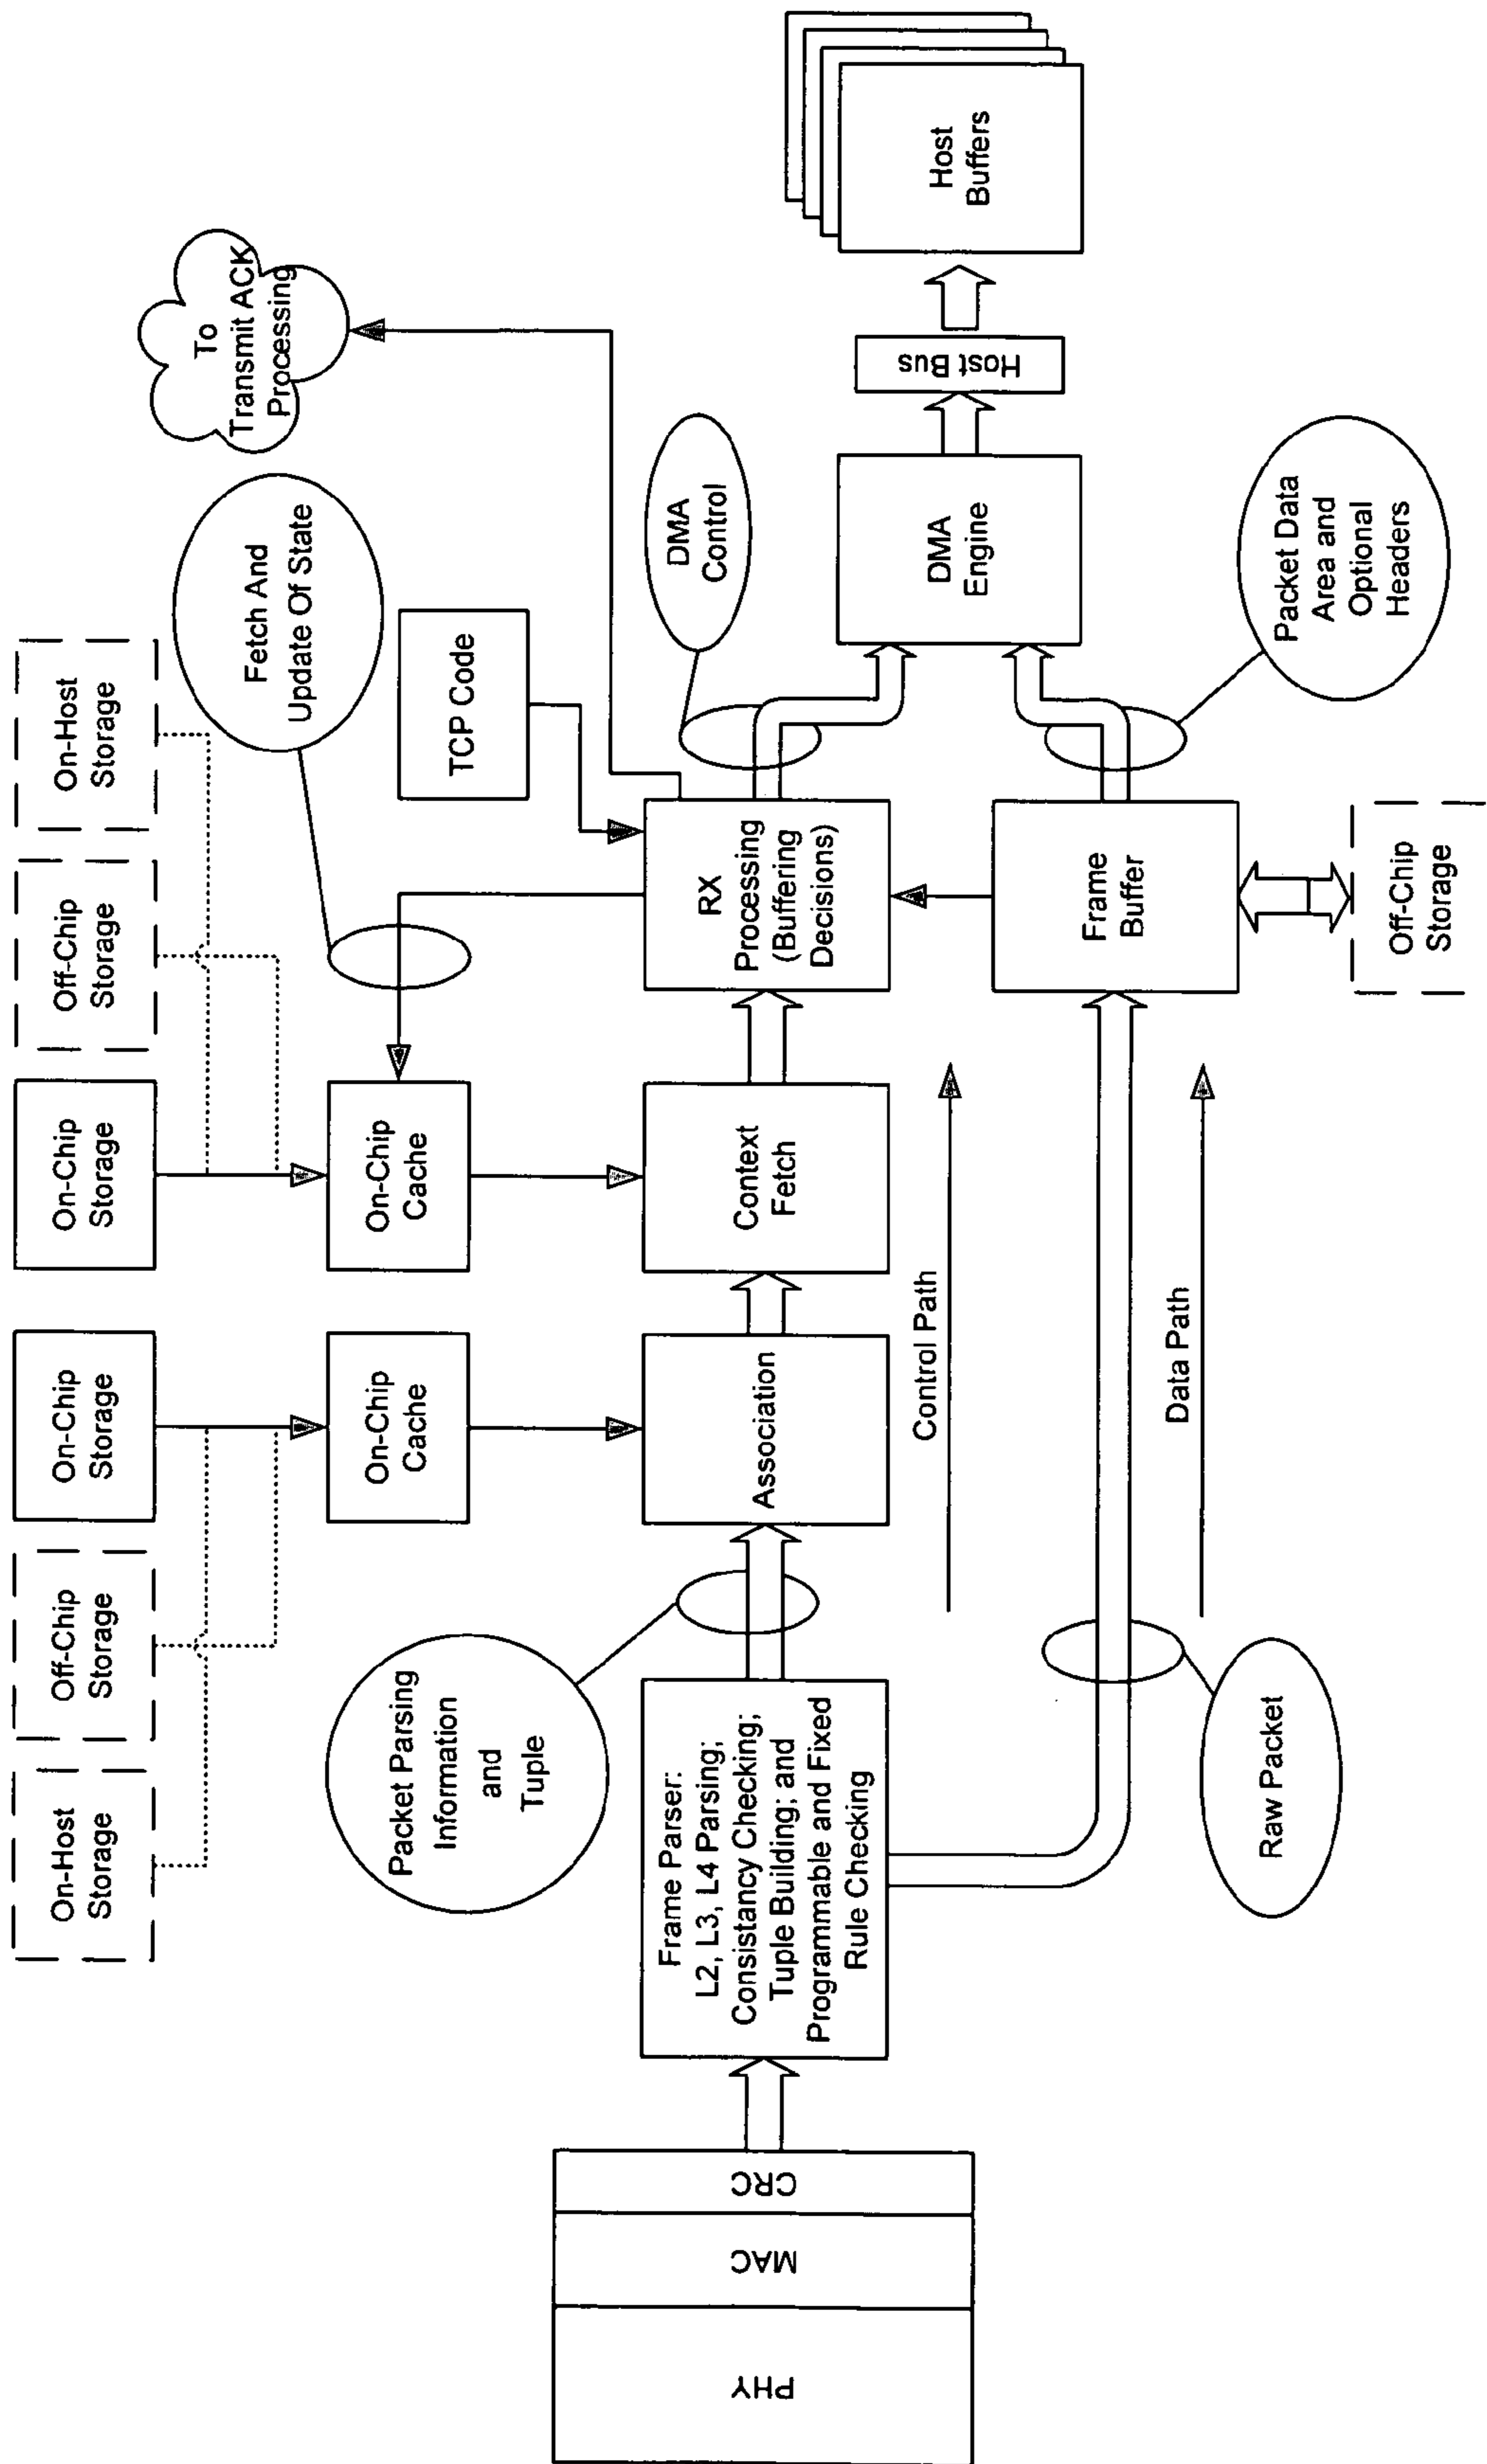 On-Host
Storage
Off-Chip
Storage
On-Chip
Storage
On-Chip
Storage
Off-Chip
Storage
On-Host
Storage
To
Transmit ACK
Processing
Fetch And
Update Of State
Packet Parsing
Information
and
Tuple
On-Chip
Cache
On-Chip
Cache
TCP Code
DMA
Control
PHY
MAC
CRC
Frame Parser:
L2, L3, L4 Parsing;
Consistancy Checking;
Tuple Building; and
Programmable and Fixed
Rule Checking
Association
Context
Fetch
RX
Processing
(Buffering
Decisions)
DMA
Engine
Host Bus
Host
Buffers
Control Path
Frame
Buffer
Data Path
Raw Packet
Packet Data
Area and
Optional
Headers
Off-Chip
Storage